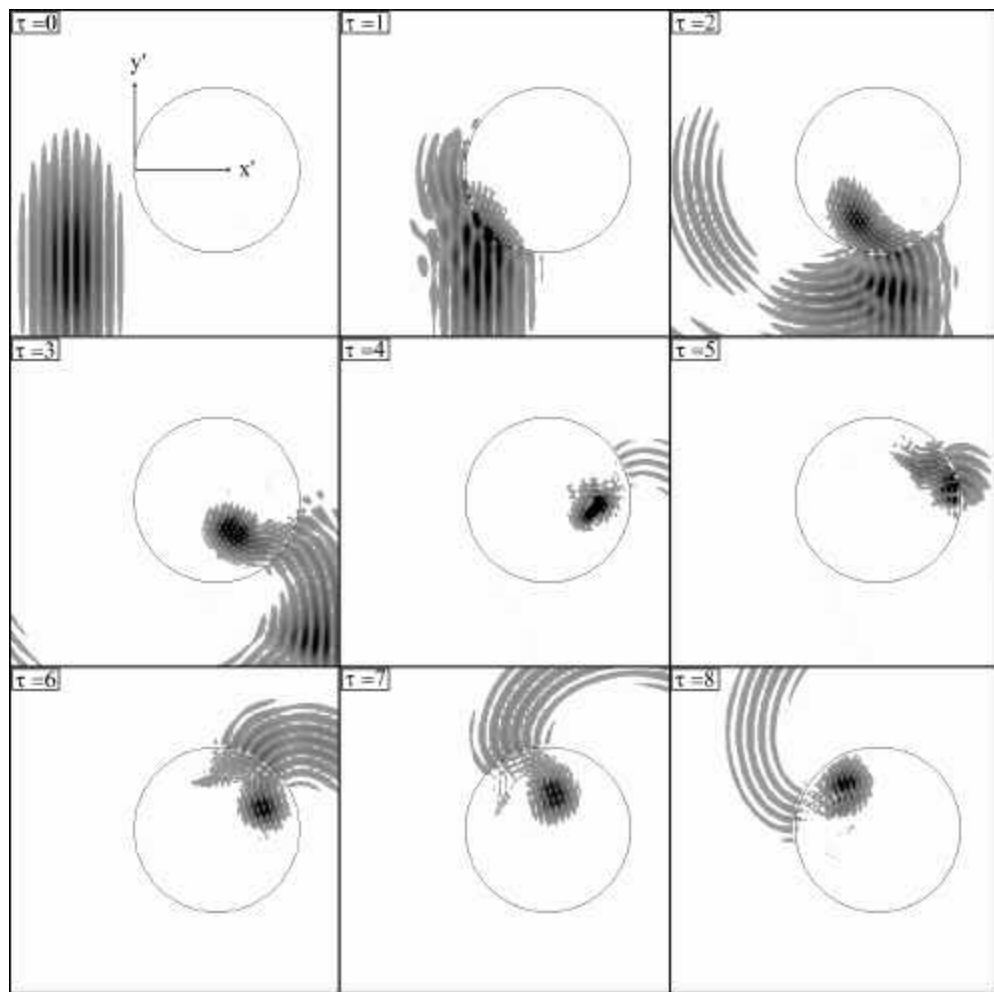 τ =0
τ =1
τ =2
y'
x'
τ =3
τ =4
τ =5
τ =6
τ =7
τ =8